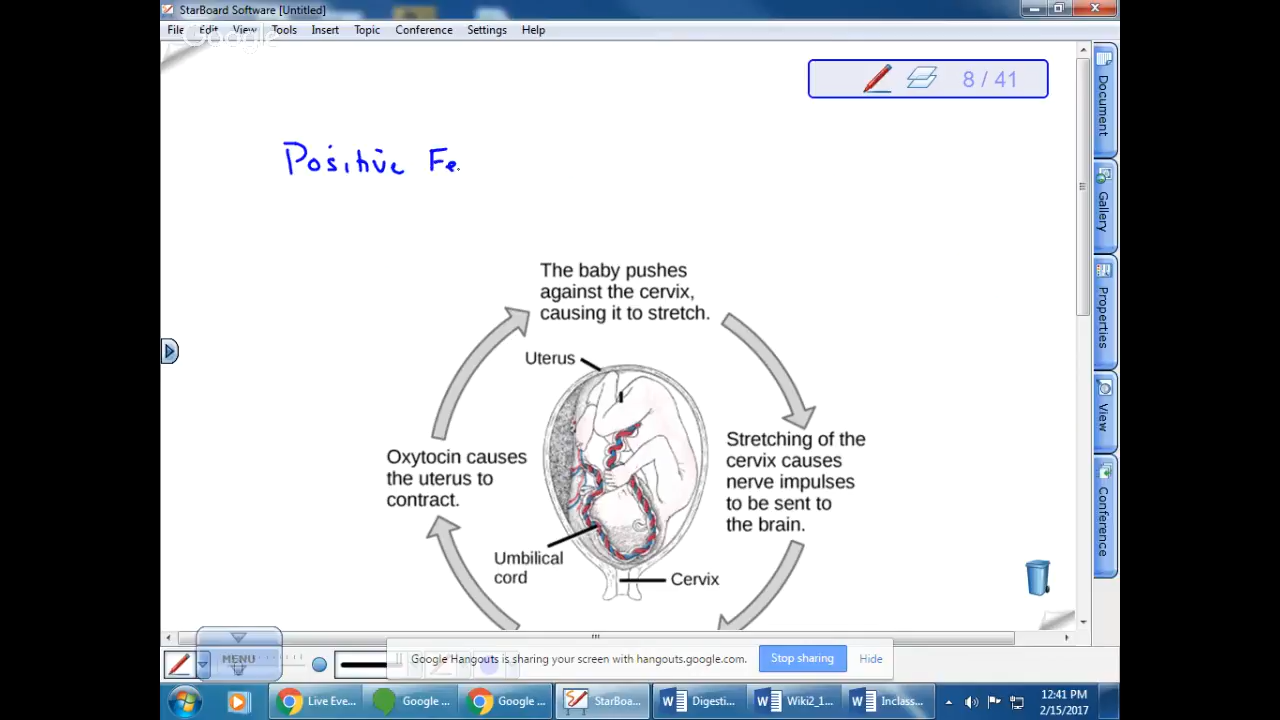 StarBoard Software [Untitled]
File Edit View Tools Insert Topic Conference Settings Help
Google
8 / 41
Positive Fe
The baby pushes
against the cervix,
causing it to stretch.
Uterus
Stretching of the
cervix causes
nerve impulses
to be sent to
the brain.
Oxytocin causes
the uterus to
contract.
Umbilical
cord
Cervix
Document
Gallery
Properties
View
Conference
MENU
Google Hangouts is sharing your screen with hangouts.google.com.
Stop sharing
Hide
Live Eve...
Google ...
Google ...
StarBoa...
Digesti...
Wiki2_1...
Inclass...
12:41 PM
2/15/2017